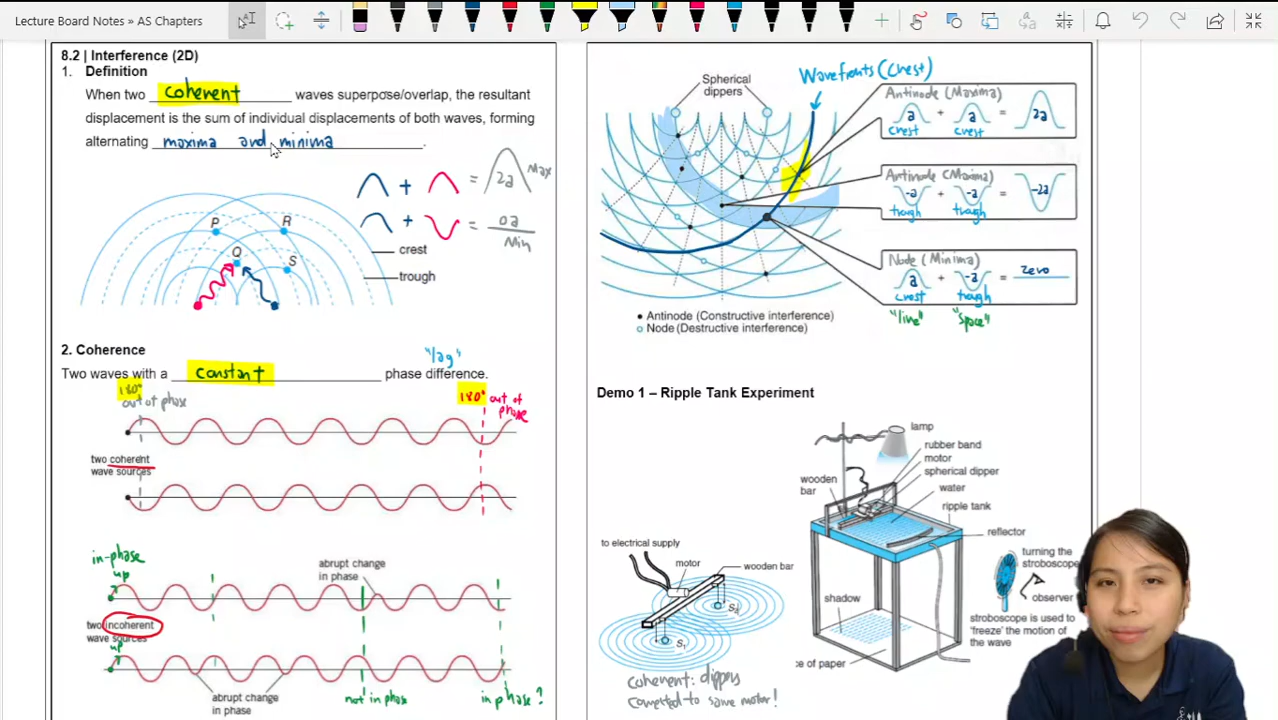 Lecture Board Notes » AS Chapters
8.2 | Interference (2D)
1. Definition
When two coherent waves superpose/overlap, the resultant
displacement is the sum of individual displacements of both waves, forming
alternating maxima and minima.
+ = 2a Max
+ = 0a Min
P
R
Q
S
crest
trough
2. Coherence
"lag"
Two waves with a constant phase difference.
180°
out of phase
180° out of
phase
two coherent
wave sources
in-phase
up
abrupt change
in phase
two incoherent
wave sources
up
abrupt change
in phase
not in phase
in phase?
Spherical
dippers
Wavefronts (Crest)
Antinode (Maxima)
a + a = 2a
crest crest
Antinode (Maxima)
-a + -a = -2a
trough trough
Node (Minima)
a + -a = zero
crest trough
"line" "space"
• Antinode (Constructive interference)
○ Node (Destructive interference)
Demo 1 – Ripple Tank Experiment
lamp
rubber band
motor
spherical dipper
water
ripple tank
reflector
wooden
bar
turning the
stroboscope
observer
shadow
stroboscope is used to
'freeze' the motion of
the wave
e of paper
to electrical supply
motor
wooden bar
S₂
S₁
coherent: dippers
connected to same motor!